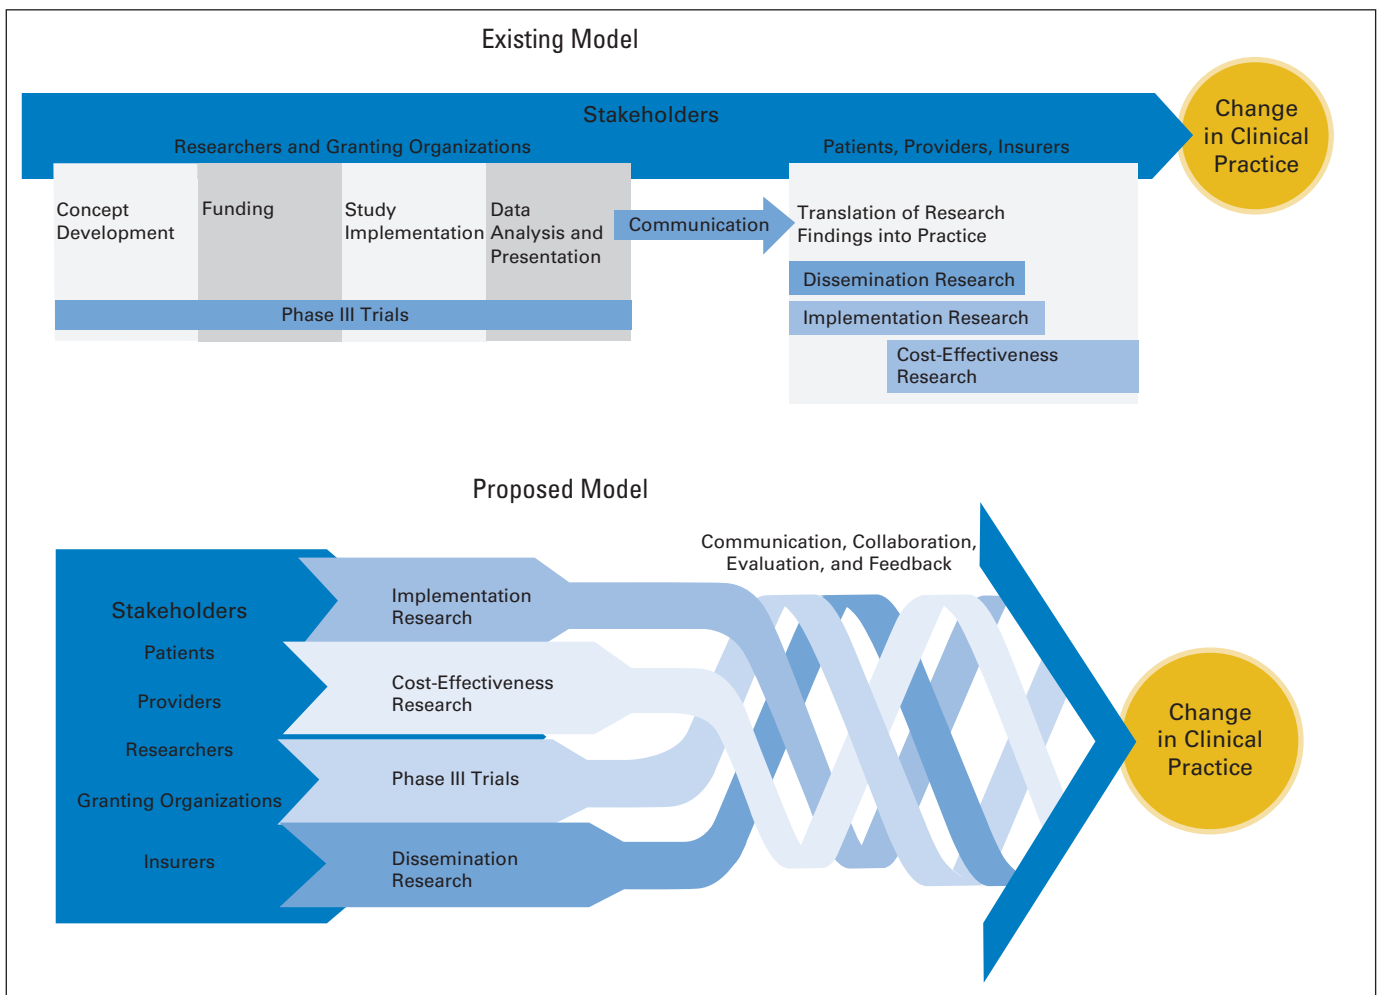 Existing Model
Stakeholders
Researchers and Granting Organizations
Patients, Providers, Insurers
Change
in Clinical
Practice
Concept
Development
Funding
Study
Implementation
Data
Analysis and
Presentation
Communication
Translation of Research
Findings into Practice
Dissemination Research
Phase III Trials
Implementation Research
Cost-Effectiveness
Research
Proposed Model
Communication, Collaboration,
Evaluation, and Feedback
Stakeholders
Patients
Providers
Researchers
Granting Organizations
Insurers
Implementation
Research
Cost-Effectiveness
Research
Phase III Trials
Dissemination
Research
Change
in Clinical
Practice